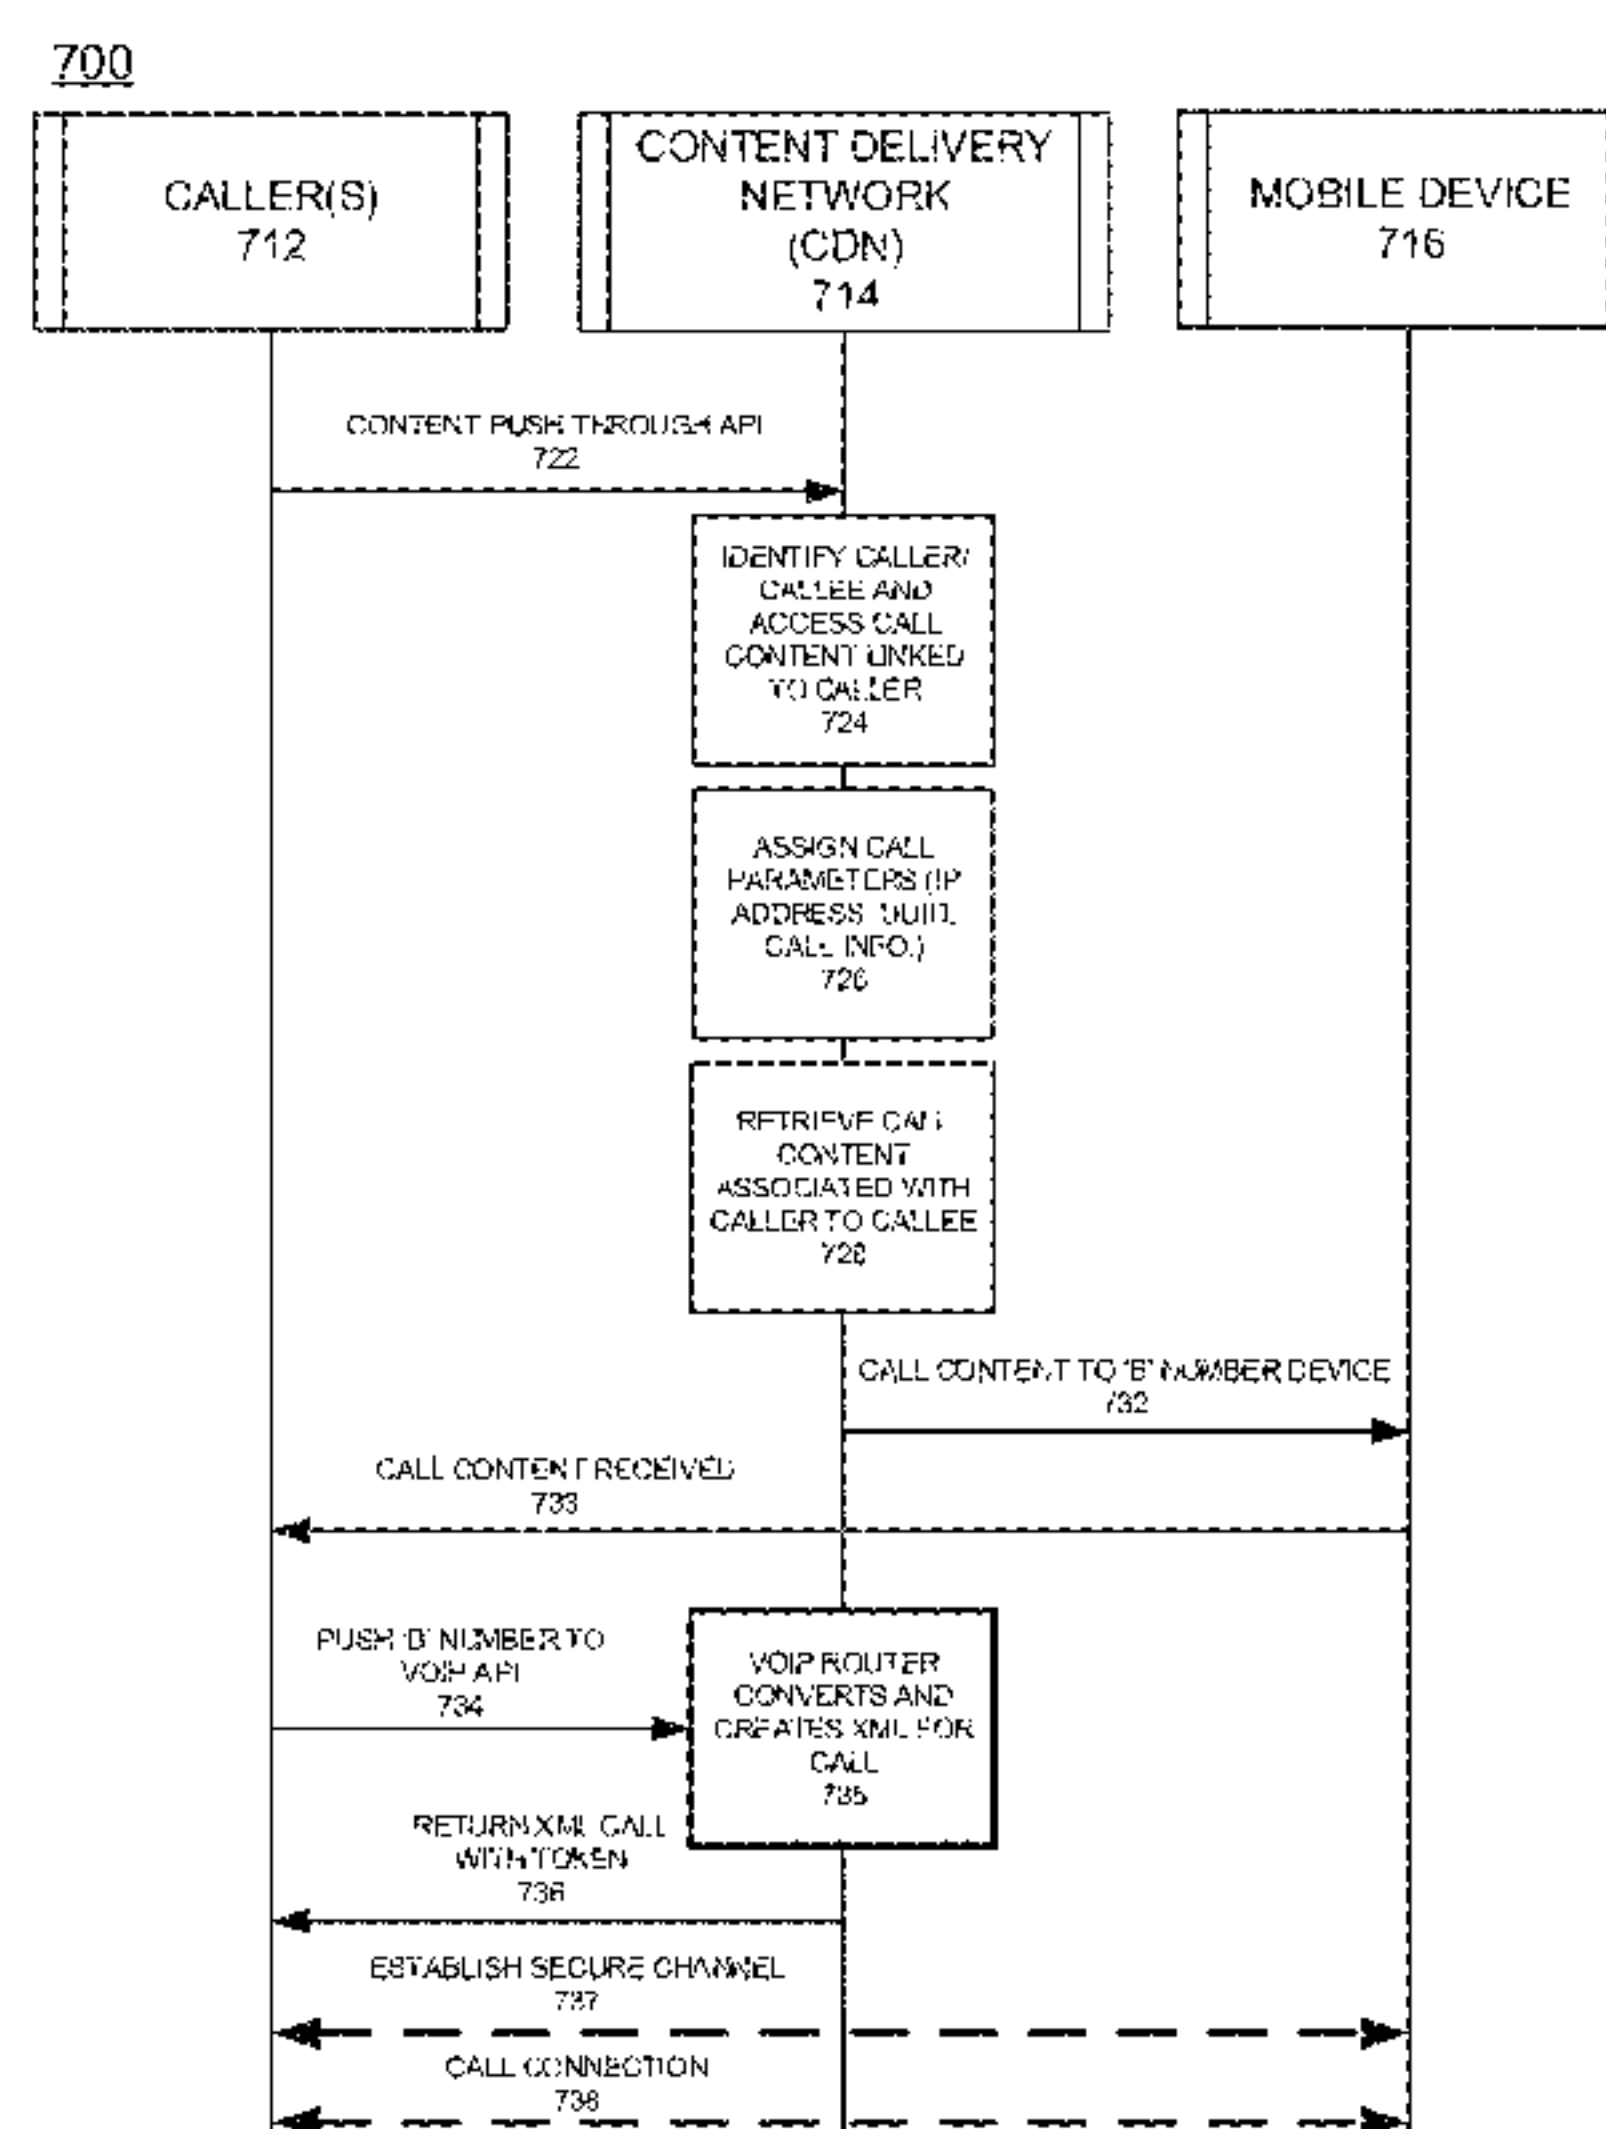 700
CALLER(S)
712
CONTENT DELIVERY
NETWORK
(CDN)
714
MOBILE DEVICE
716
CONTENT PUSH THROUGH API
722
IDENTIFY CALLER/
CALLEE AND
ACCESS CALL
CONTENT LINKED
TO CALLER
724
ASSIGN CALL
PARAMETERS (IP
ADDRESS,
CALL INFO.)
726
RETRIEVE CALL
CONTENT
ASSOCIATED WITH
CALLER TO CALLEE
728
CALL CONTENT TO 'B' NUMBER DEVICE
732
CALL CONTENT RECEIVED
733
PUSH 'B' NUMBER TO
VOIP API
734
VOIP ROUTER
CONVERTS AND
CREATES XML FOR
CALL
735
RETURN XML CALL
WITH TOKEN
736
ESTABLISH SECURE CHANNEL
737
CALL CONNECTION
738